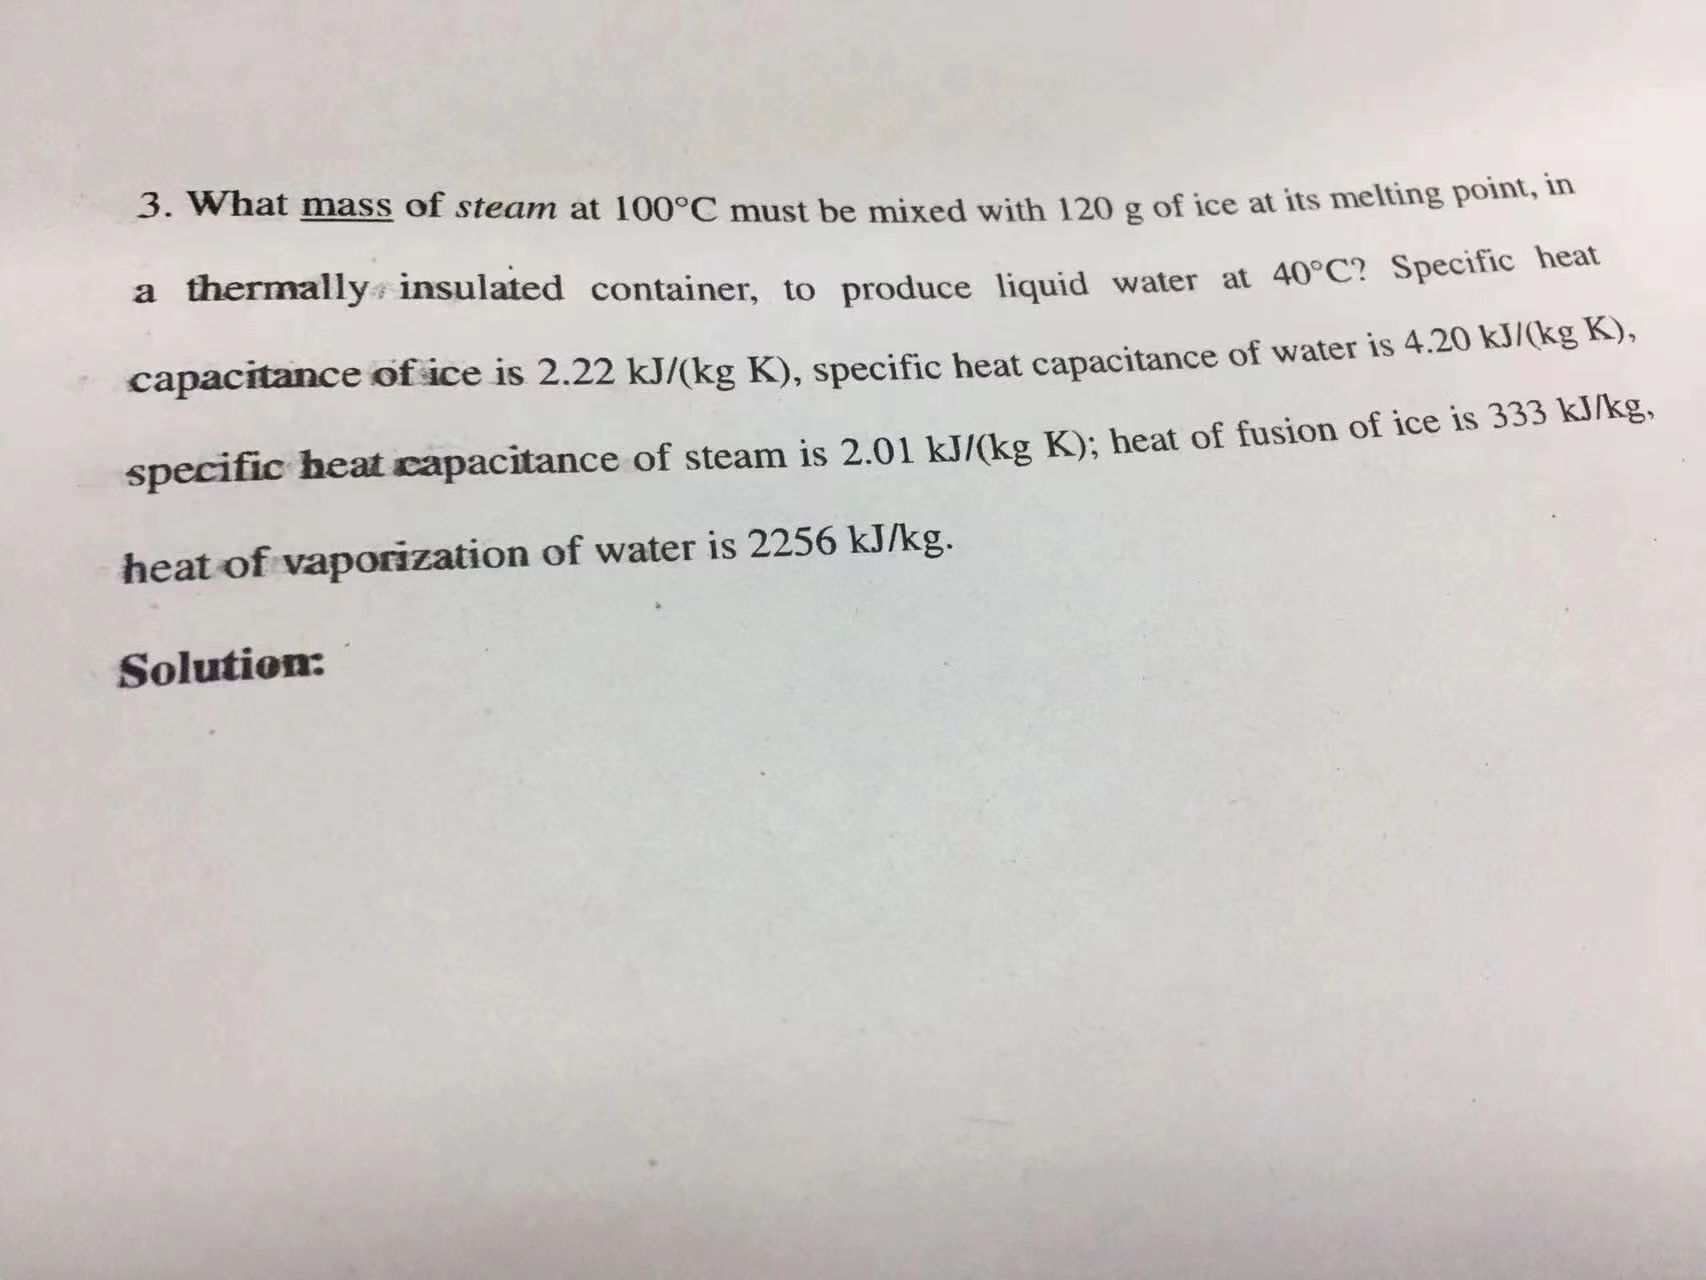 3. What mass of steam at 100°C must be mixed with 120 g of ice at its melting point, in
a thermally insulated container, to produce liquid water at 40°C? Specific heat
capacitance of ice is 2.22 kJ/(kg K), specific heat capacitance of water is 4.20 kJ/(kg K),
specific heat capacitance of steam is 2.01 kJ/(kg K); heat of fusion of ice is 333 kJ/kg,
heat of vaporization of water is 2256 kJ/kg.
Solution: